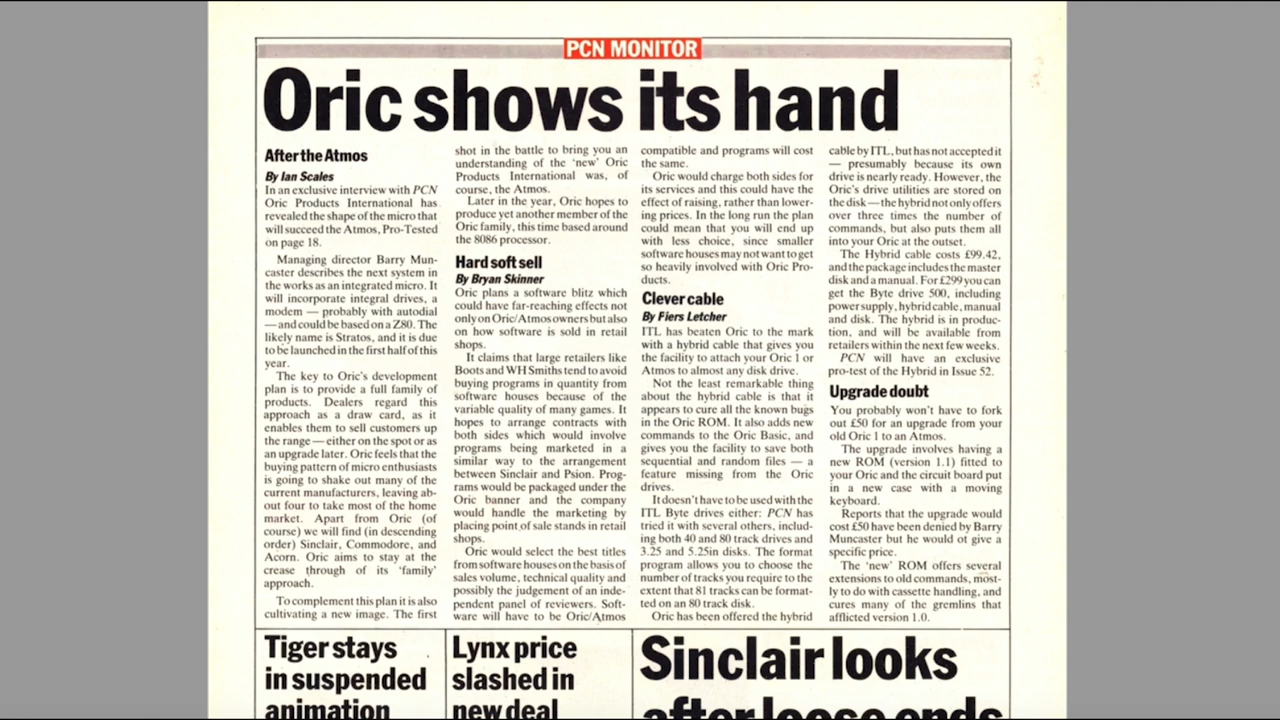 PCN MONITOR
Oric shows its hand
After the Atmos
By Ian Scales
In an exclusive interview with PCN
Oric Products International has
revealed the shape of the micro that
will succeed the Atmos, Pro-Tested
on page 18.
Managing director Barry Mun-
caster describes the next system in
the works as an integrated micro. It
will incorporate integral drives, a
modem — probably with autodial
— and could be based on a Z80. The
likely name is Stratos, and it is due
to be launched in the first half of this
year.
The key to Oric's development
plan is to provide a full family of
products. Dealers regard this
approach as a draw card, as it
enables them to sell customers up
the range — either on the spot or as
an upgrade later. Oric feels that the
buying pattern of micro enthusiasts
is going to shake out many of the
current manufacturers, leaving ab-
out four to take most of the home
market. Apart from Oric (of
course) we will find (in descending
order) Sinclair, Commodore, and
Acorn. Oric aims to stay at the
crease through of its 'family'
approach.
To complement this plan it is also
cultivating a new image. The first
shot in the battle to bring you an
understanding of the 'new' Oric
Products International was, of
course, the Atmos.
Later in the year, Oric hopes to
produce yet another member of the
Oric family, this time based around
the 8086 processor.
Hard soft sell
By Bryan Skinner
Oric plans a software blitz which
could have far-reaching effects not
only on Oric/Atmos owners but also
on how software is sold in retail
shops.
It claims that large retailers like
Boots and WH Smiths tend to avoid
buying programs in quantity from
software houses because of the
variable quality of many games. It
hopes to arrange contracts with
both sides which would involve
programs being marketed in a
similar way to the arrangement
between Sinclair and Psion. Prog-
rams would be packaged under the
Oric banner and the company
would handle the marketing by
placing point of sale stands in retail
shops.
Oric would select the best titles
from software houses on the basis of
sales volume, technical quality and
possibly the judgement of an inde-
pendent panel of reviewers. Soft-
ware will have to be Oric/Atmos
compatible and programs will cost
the same.
Oric would charge both sides for
its services and this could have the
effect of raising, rather than lower-
ing prices. In the long run the plan
could mean that you will end up
with less choice, since smaller
software houses may not want to get
so heavily involved with Oric Pro-
ducts.
Clever cable
By Fiers Letcher
ITL has beaten Oric to the mark
with a hybrid cable that gives you
the facility to attach your Oric 1 or
Atmos to almost any disk drive.
Not the least remarkable thing
about the hybrid cable is that it
appears to cure all the known bugs
in the Oric ROM. It also adds new
commands to the Oric Basic, and
gives you the facility to save both
sequential and random files — a
feature missing from the Oric
drives.
It doesn't have to be used with the
ITL Byte drives either: PCN has
tried it with several others, includ-
ing both 40 and 80 track drives and
3.25 and 5.25in disks. The format
program allows you to choose the
number of tracks you require to the
extent that 81 tracks can be format-
ted on an 80 track disk.
Oric has been offered the hybrid
cable by ITL, but has not accepted it
— presumably because its own
drive is nearly ready. However, the
Oric's drive utilities are stored on
the disk — the hybrid not only offers
over three times the number of
commands, but also puts them all
into your Oric at the outset.
The Hybrid cable costs £99.42,
and the package includes the master
disk and a manual. For £299 you can
get the Byte drive 500, including
power supply, hybrid cable, manual
and disk. The hybrid is in produc-
tion, and will be available from
retailers within the next few weeks.
PCN will have an exclusive
pro-test of the Hybrid in Issue 52.
Upgrade doubt
You probably won't have to fork
out £50 for an upgrade from your
old Oric 1 to an Atmos.
The upgrade involves having a
new ROM (version 1.1) fitted to
your Oric and the circuit board put
in a new case with a moving
keyboard.
Reports that the upgrade would
cost £50 have been denied by Barry
Muncaster but he would ot give a
specific price.
The 'new' ROM offers several
extensions to old commands, most-
ly to do with cassette handling, and
cures many of the gremlins that
afflicted version 1.0.
Tiger stays
in suspended
animation
Lynx price
slashed in
new deal
Sinclair looks
after loose ends